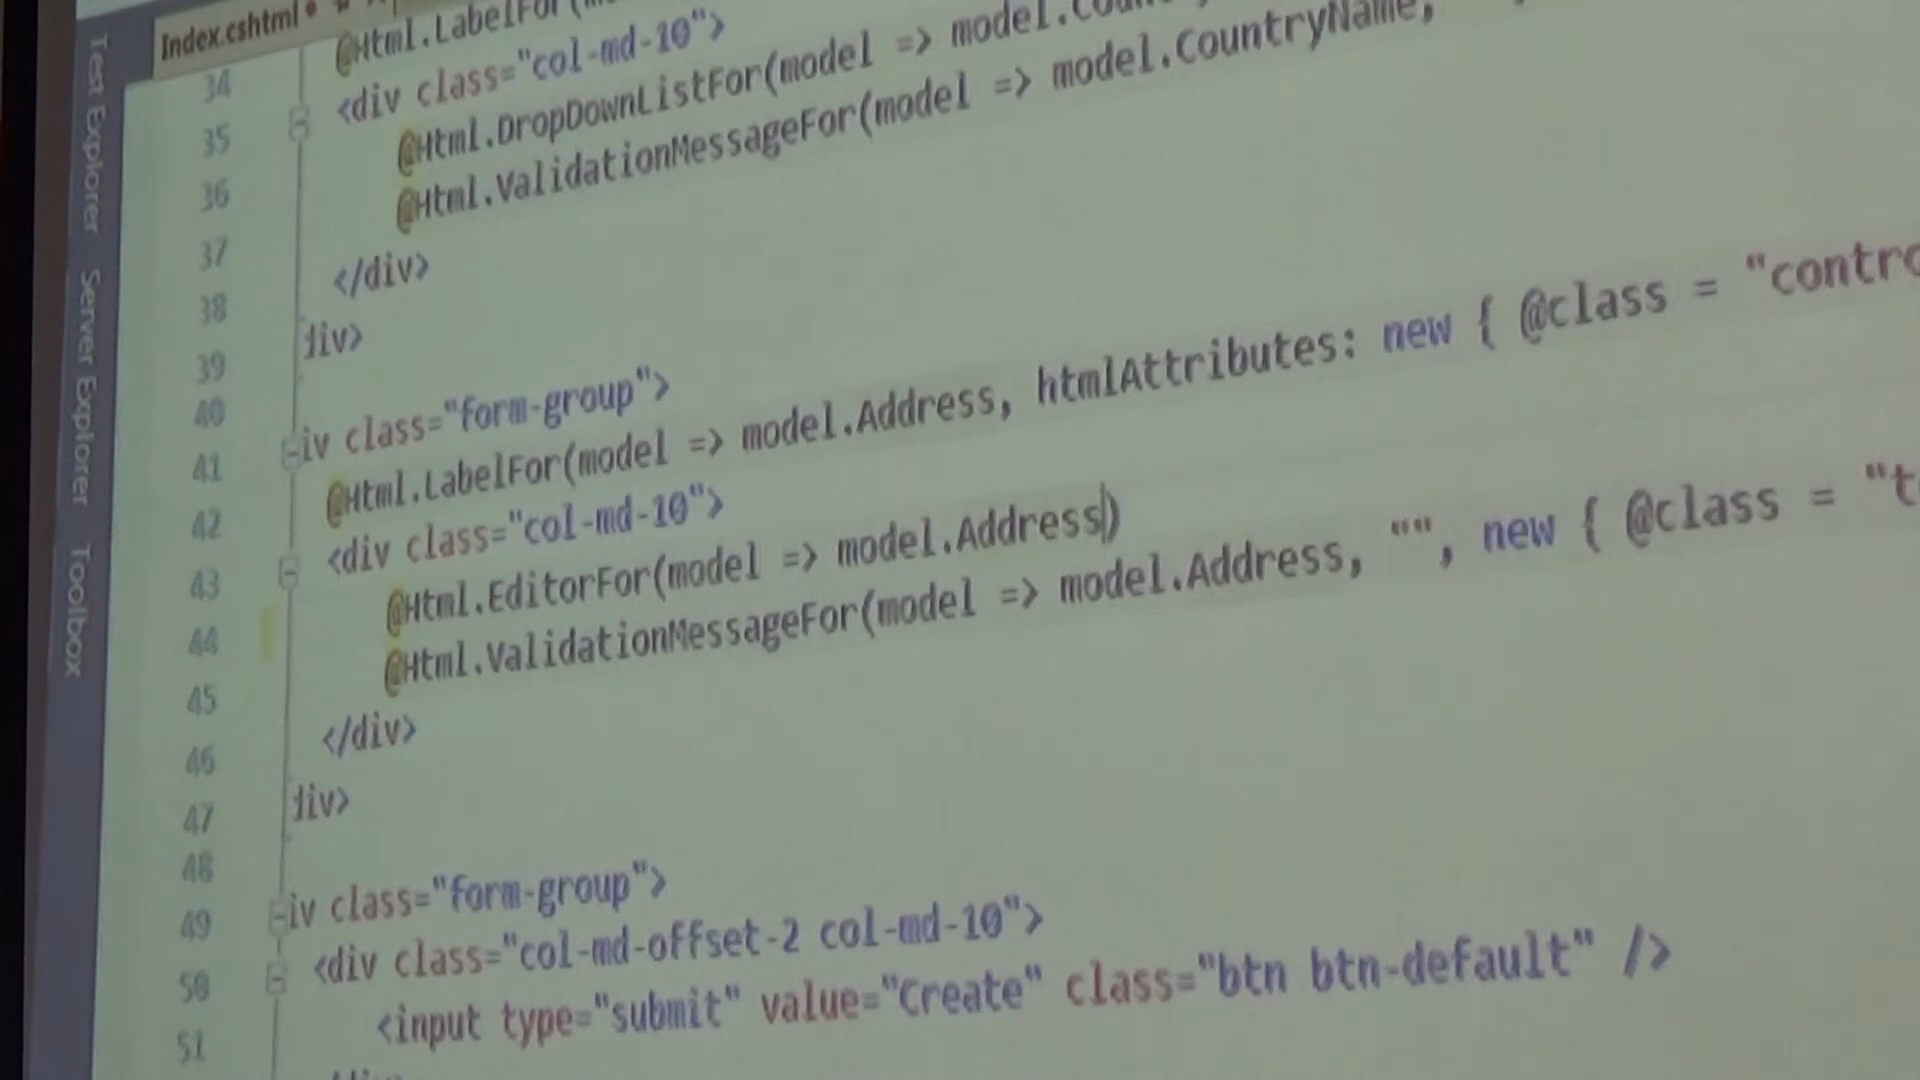 Index.cshtml
Test Explorer
Server Explorer
Toolbox
@Html.LabelFor(
34 <div class="col-md-10">
35 @Html.DropDownListFor(model => model.Cou
36 @Html.ValidationMessageFor(model => model.CountryName,
37 </div>
38 div>
39
40 iv class="form-group">
41 @Html.LabelFor(model => model.Address, htmlAttributes: new { @class = "contro
42 <div class="col-md-10">
43 @Html.EditorFor(model => model.Address)
44 @Html.ValidationMessageFor(model => model.Address, "", new { @class = "t
45 </div>
46 div>
47
48 iv class="form-group">
49 <div class="col-md-offset-2 col-md-10">
50 <input type="submit" value="Create" class="btn btn-default" />
51